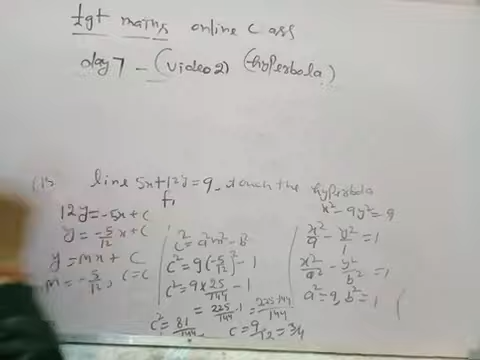 tgt maths online class
day 7 - (video 2) (hyperbola)
(1). line 5x+12y=9, touch the hyperbola
x²-9y²=9
12y=-5x+c
y=-5/12 x+c
y=mx+c
m=-5/12, c=c
c²=a²m²-b²
c²=9(-5/12)²-1
c²=9×25/144-1
=225/144-1=225-144/144
c²=81/144, c=9/12=3/4
x²/9-y²/1=1
x²/a²-y²/b²=1
a²=9, b²=1